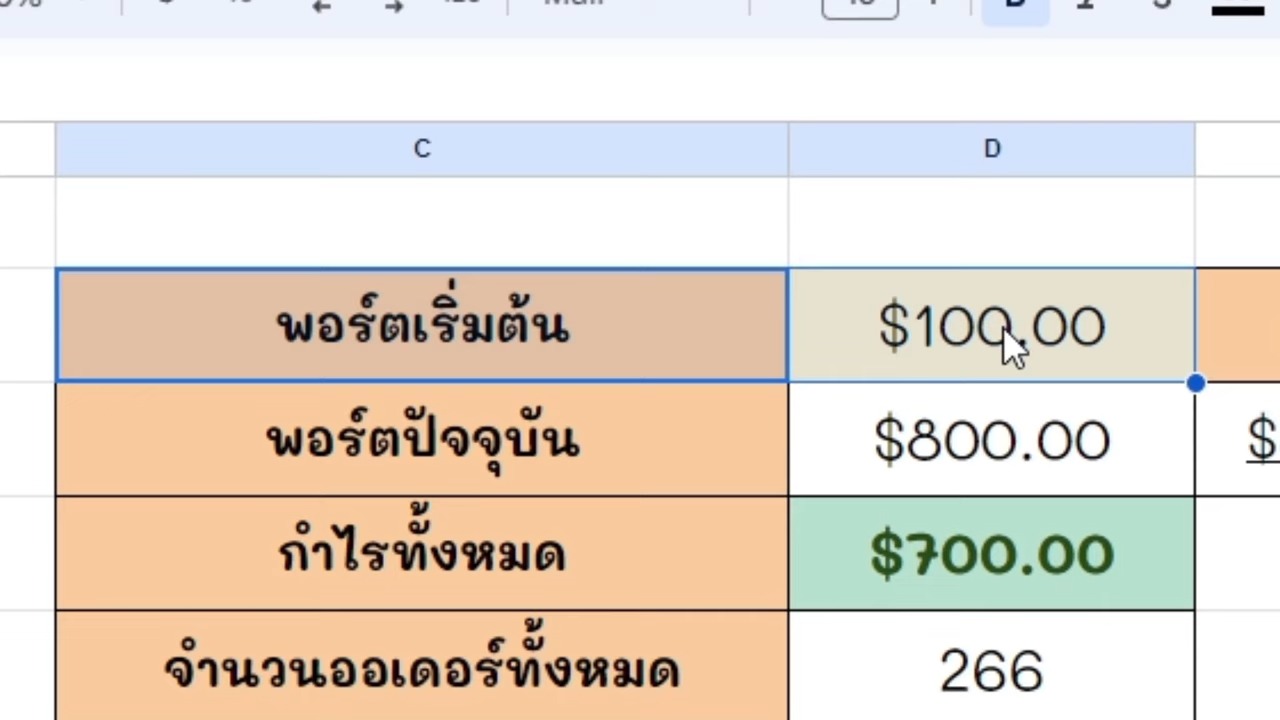 C D
พอร์ตเริ่มต้น $100.00
พอร์ตปัจจุบัน $800.00 $
กำไรทั้งหมด $700.00
จำนวนออเดอร์ทั้งหมด 266